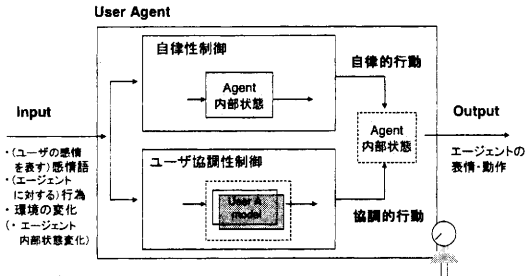 User Agent
自律性制御
自律的行動
Agent
内部状態
Input
Output
Agent
内部状態
エージェントの
表情・動作
・(ユーザの感情
を表す)感情語
・(エージェント
に対する)行為
・環境の変化
(・エージェント
内部状態変化)
ユーザ協調性制御
User A
model
協調的行動